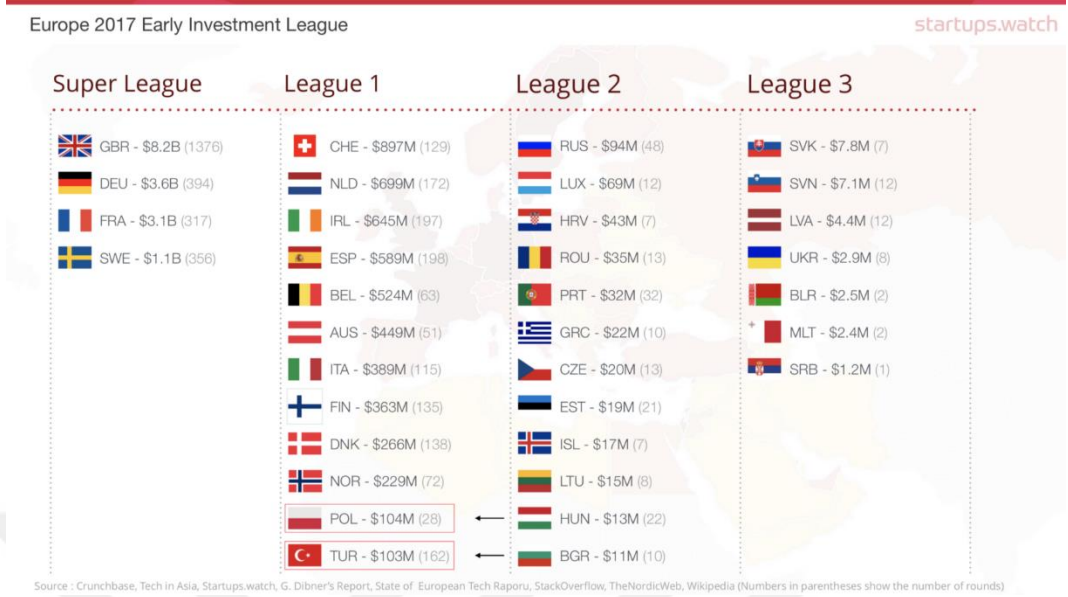 Europe 2017 Early Investment League
startups.watch
Super League
GBR - $8.2B (1376)
DEU - $3.6B (394)
FRA - $3.1B (317)
SWE - $1.1B (356)
League 1
CHE - $897M (129)
NLD - $699M (172)
IRL - $645M (197)
ESP - $589M (198)
BEL - $524M (63)
AUS - $449M (51)
ITA - $389M (115)
FIN - $363M (135)
DNK - $266M (138)
NOR - $229M (72)
POL - $104M (28)
TUR - $103M (162)
League 2
RUS - $94M (48)
LUX - $69M (12)
HRV - $43M (7)
ROU - $35M (13)
PRT - $32M (32)
GRC - $22M (10)
CZE - $20M (13)
EST - $19M (21)
ISL - $17M (7)
LTU - $15M (8)
HUN - $13M (22)
BGR - $11M (10)
League 3
SVK - $7.8M (7)
SVN - $7.1M (12)
LVA - $4.4M (12)
UKR - $2.9M (8)
BLR - $2.5M (2)
MLT - $2.4M (2)
SRB - $1.2M (1)
Source : Crunchbase, Tech in Asia, Startups.watch, G. Dibner's Report, State of European Tech Raporu, StackOverflow, TheNordicWeb, Wikipedia (Numbers in parentheses show the number of rounds)